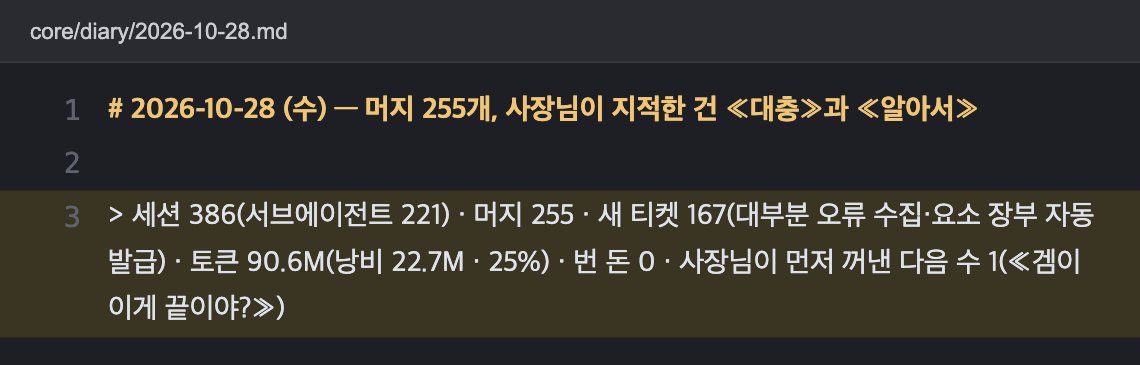 core/diary/2026-10-28.md
1 # 2026-10-28 (수) — 머지 255개, 사장님이 지적한 건 ≪대충≫과 ≪알아서≫
2
3 > 세션 386(서브에이전트 221) · 머지 255 · 새 티켓 167(대부분 오류 수집·요소 장부 자동
발급) · 토큰 90.6M(낭비 22.7M · 25%) · 번 돈 0 · 사장님이 먼저 꺼낸 다음 수 1(≪겜이
이게 끝이야?≫)